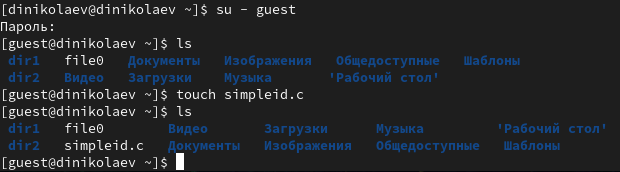 [dinikolaev@dinikolaev ~]$ su - guest
Пароль:
[guest@dinikolaev ~]$ ls
dir1 file0 Документы Изображения Общедоступные Шаблоны
dir2 Видео Загрузки Музыка 'Рабочий стол'
[guest@dinikolaev ~]$ touch simpleid.c
[guest@dinikolaev ~]$ ls
dir1 file0 Видео Загрузки Музыка 'Рабочий стол'
dir2 simpleid.c Документы Изображения Общедоступные Шаблоны
[guest@dinikolaev ~]$